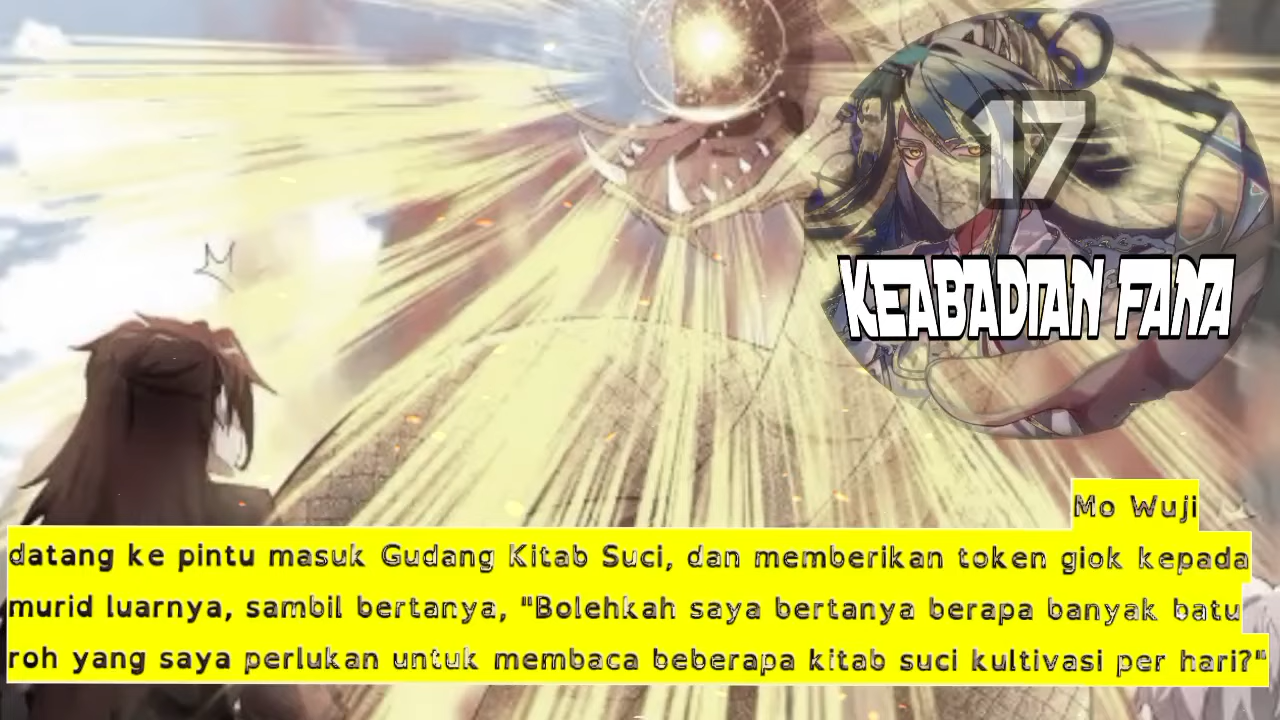 17
KEABADIAN FANA
Mo Wuji
datang ke pintu masuk Gudang Kitab Suci, dan memberikan token giok kepada
murid luarnya, sambil bertanya, "Bolehkah saya bertanya berapa banyak batu
roh yang saya perlukan untuk membaca beberapa kitab suci kultivasi per hari?"